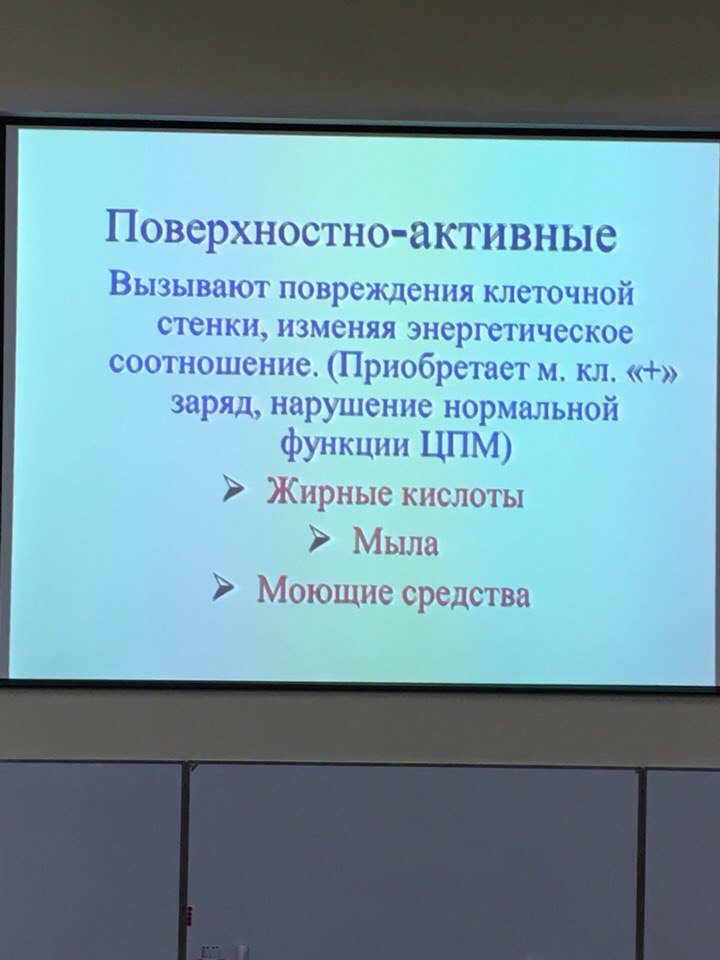 Поверхностно-активные
Вызывают повреждения клеточной
стенки, изменяя энергетическое
соотношение. (Приобретает м. кл. «+»
заряд, нарушение нормальной
функции ЦПМ)
Жирные кислоты
Мыла
Моющие средства